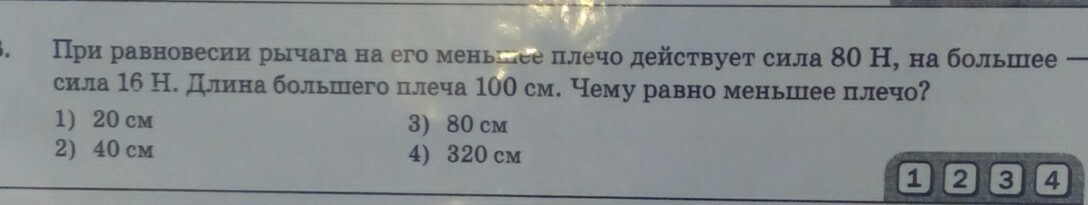 При равновесии рычага на его меньшее плечо действует сила 80 Н, на большее —
сила 16 Н. Длина большего плеча 100 см. Чему равно меньшее плечо?
1) 20 см 3) 80 см
2) 40 см 4) 320 см
1 2 3 4